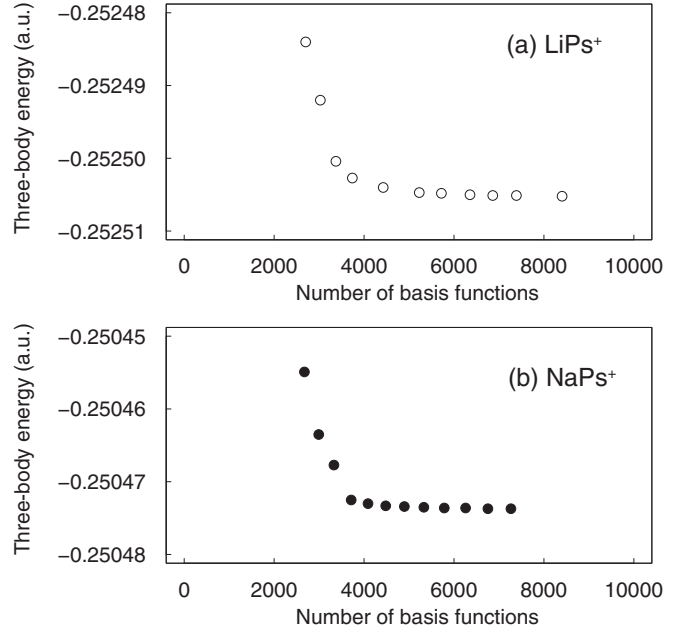 −0.25248
−0.25249
−0.25250
−0.25251
Three-body energy (a.u.)
(a) LiPs+
0 2000 4000 6000 8000 10000
Number of basis functions
−0.25045
−0.25046
−0.25047
−0.25048
Three-body energy (a.u.)
(b) NaPs+
0 2000 4000 6000 8000 10000
Number of basis functions